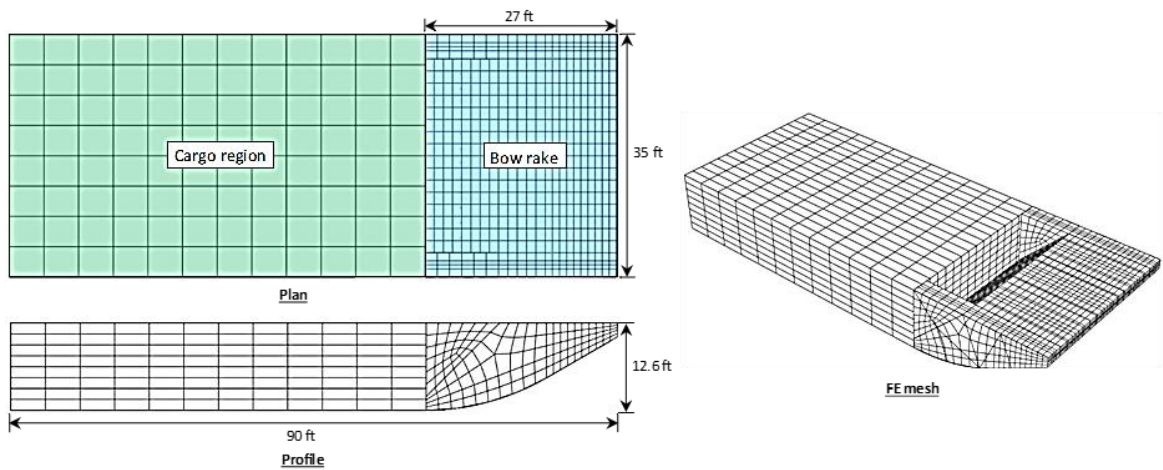 27 ft
Cargo region
Bow rake
35 ft
Plan
12.6 ft
90 ft
Profile
FE mesh